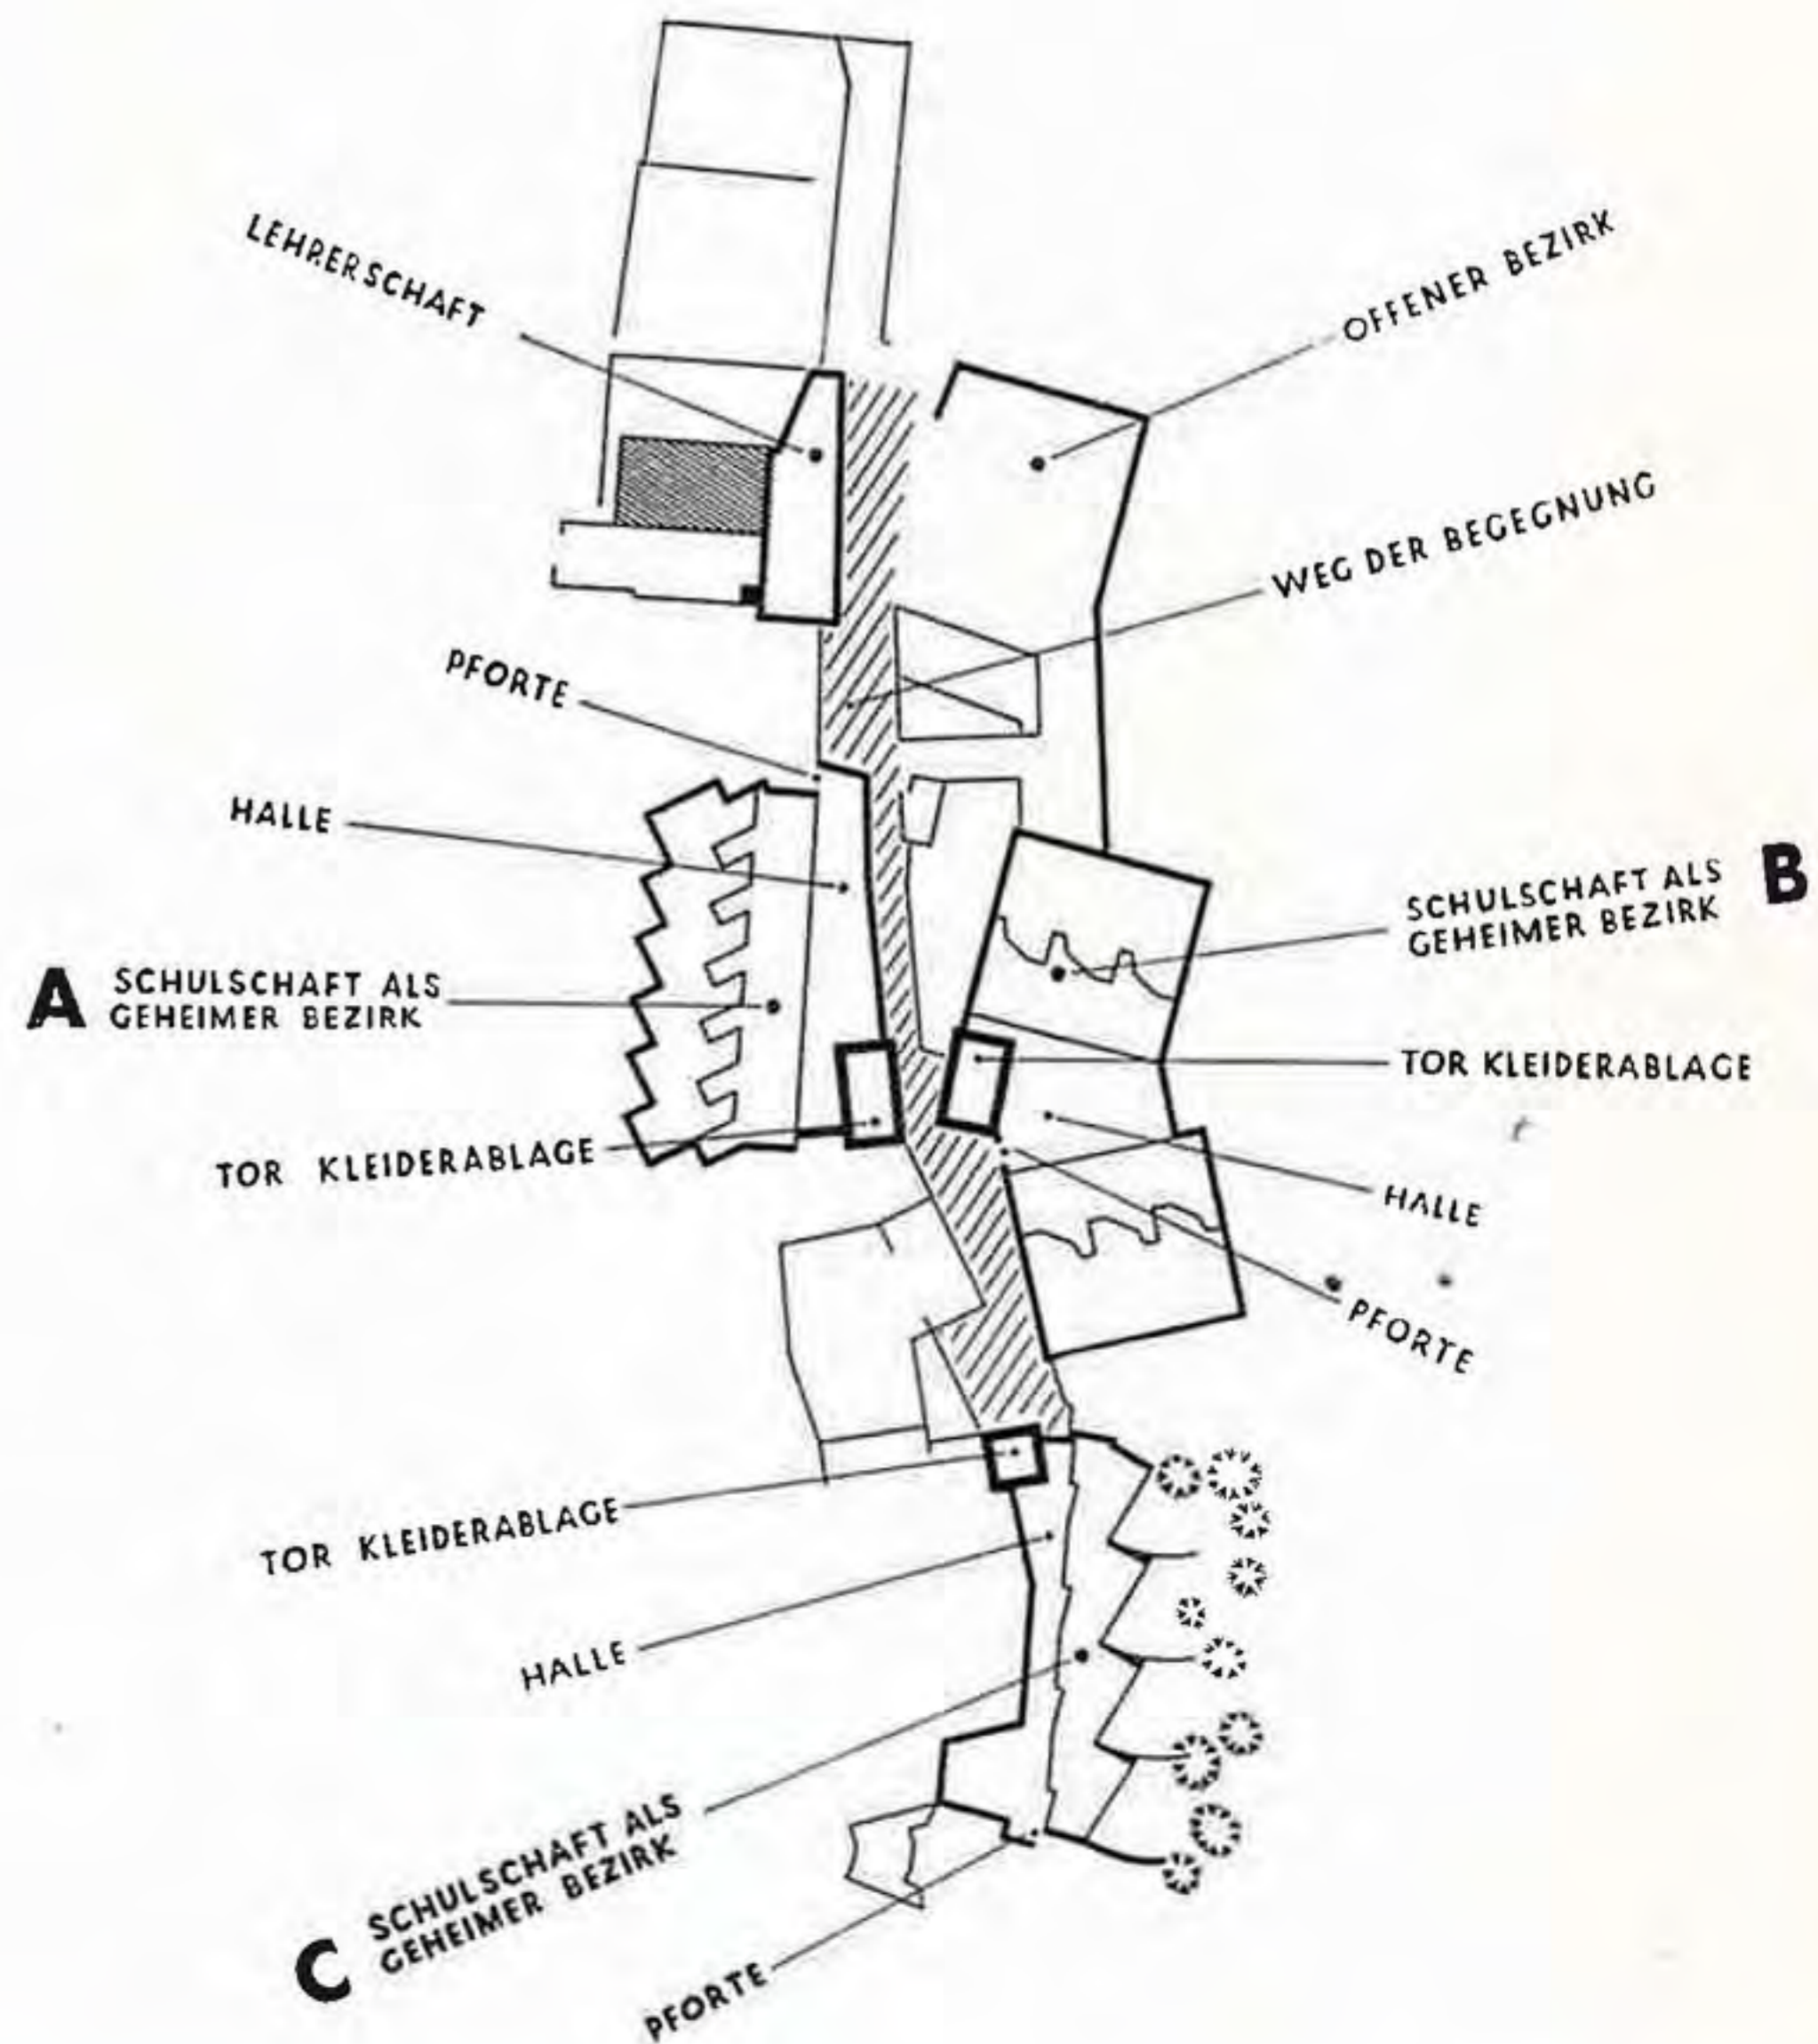 LEHRERSCHAFT
OFFENER BEZIRK
WEG DER BEGEGNUNG
PFORTE
HALLE
SCHULSCHAFT ALS
GEHEIMER BEZIRK
B
A
SCHULSCHAFT ALS
GEHEIMER BEZIRK
TOR KLEIDERABLAGE
TOR KLEIDERABLAGE
HALLE
PFORTE
TOR KLEIDERABLAGE
HALLE
SCHULSCHAFT ALS
GEHEIMER BEZIRK
C
PFORTE